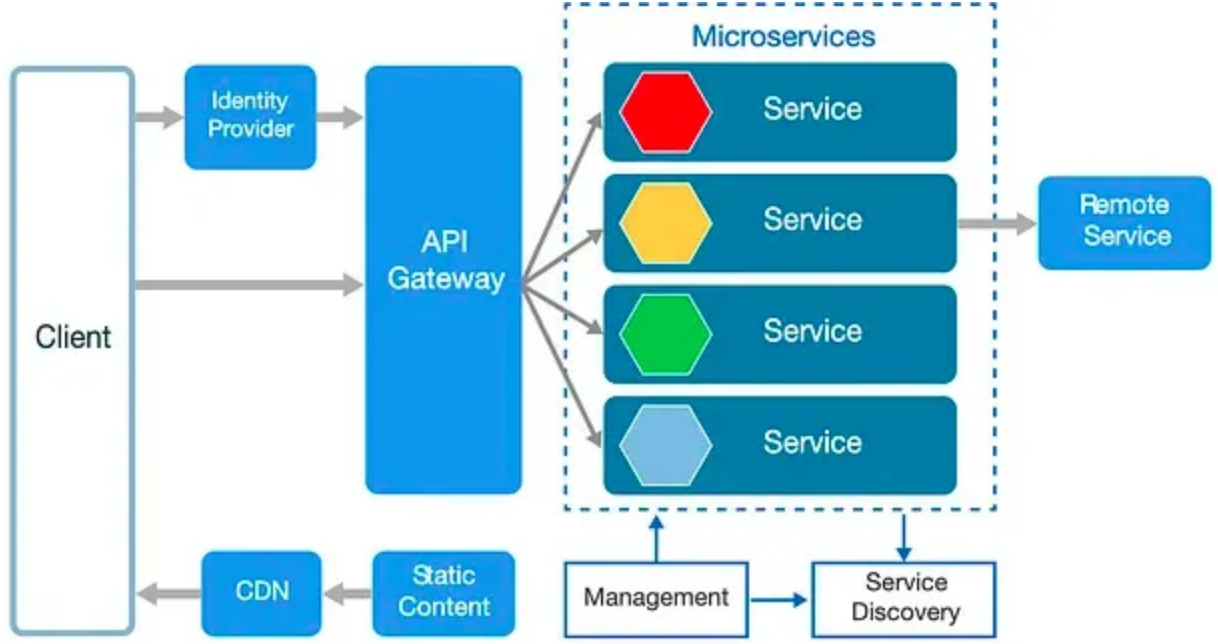 Microservices
Identity
Provider
Service
Service
Remote
Service
API
Gateway
Client
Service
Service
CDN
Static
Content
Management
Service
Discovery